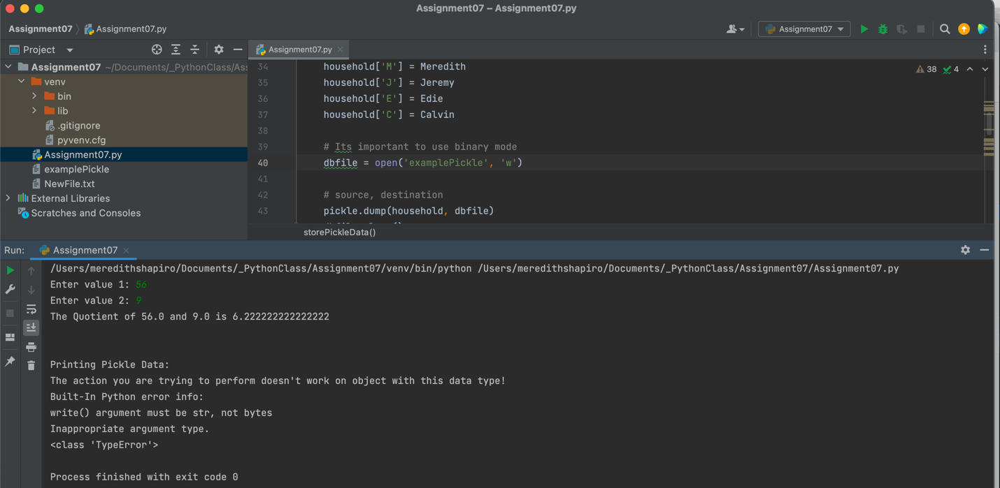 Assignment07 – Assignment07.py
Assignment07 Assignment07.py Assignment07
Project Assignment07.py
Assignment07 ~/Documents/_PythonClass/Ass
venv
bin
lib
.gitignore
pyvenv.cfg
Assignment07.py
examplePickle
NewFile.txt
External Libraries
Scratches and Consoles
38 4
34 household['M'] = Meredith
35 household['J'] = Jeremy
36 household['E'] = Edie
37 household['C'] = Calvin
38
39 # Its important to use binary mode
40 dbfile = open('examplePickle', 'w')
41
42 # source, destination
43 pickle.dump(household, dbfile)
storePickleData()
Run: Assignment07
/Users/meredithshapiro/Documents/_PythonClass/Assignment07/venv/bin/python /Users/meredithshapiro/Documents/_PythonClass/Assignment07/Assignment07.py
Enter value 1: 56
Enter value 2: 9
The Quotient of 56.0 and 9.0 is 6.222222222222222
Printing Pickle Data:
The action you are trying to perform doesn't work on object with this data type!
Built-In Python error info:
write() argument must be str, not bytes
Inappropriate argument type.
<class 'TypeError'>
Process finished with exit code 0